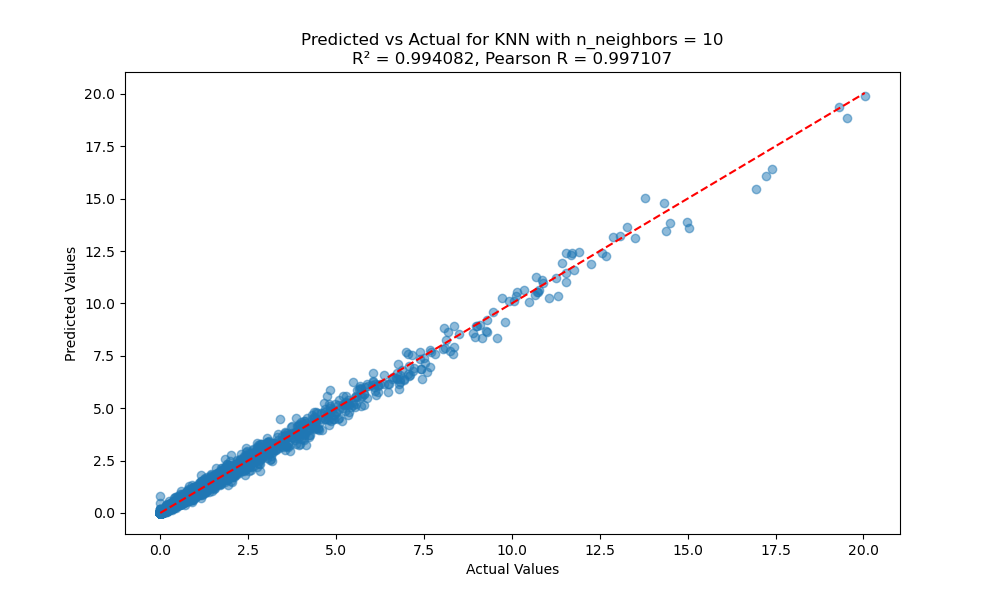 Predicted vs Actual for KNN with n_neighbors = 10
R² = 0.994082, Pearson R = 0.997107
Predicted Values
20.0
17.5
15.0
12.5
10.0
7.5
5.0
2.5
0.0
0.0 2.5 5.0 7.5 10.0 12.5 15.0 17.5 20.0
Actual Values